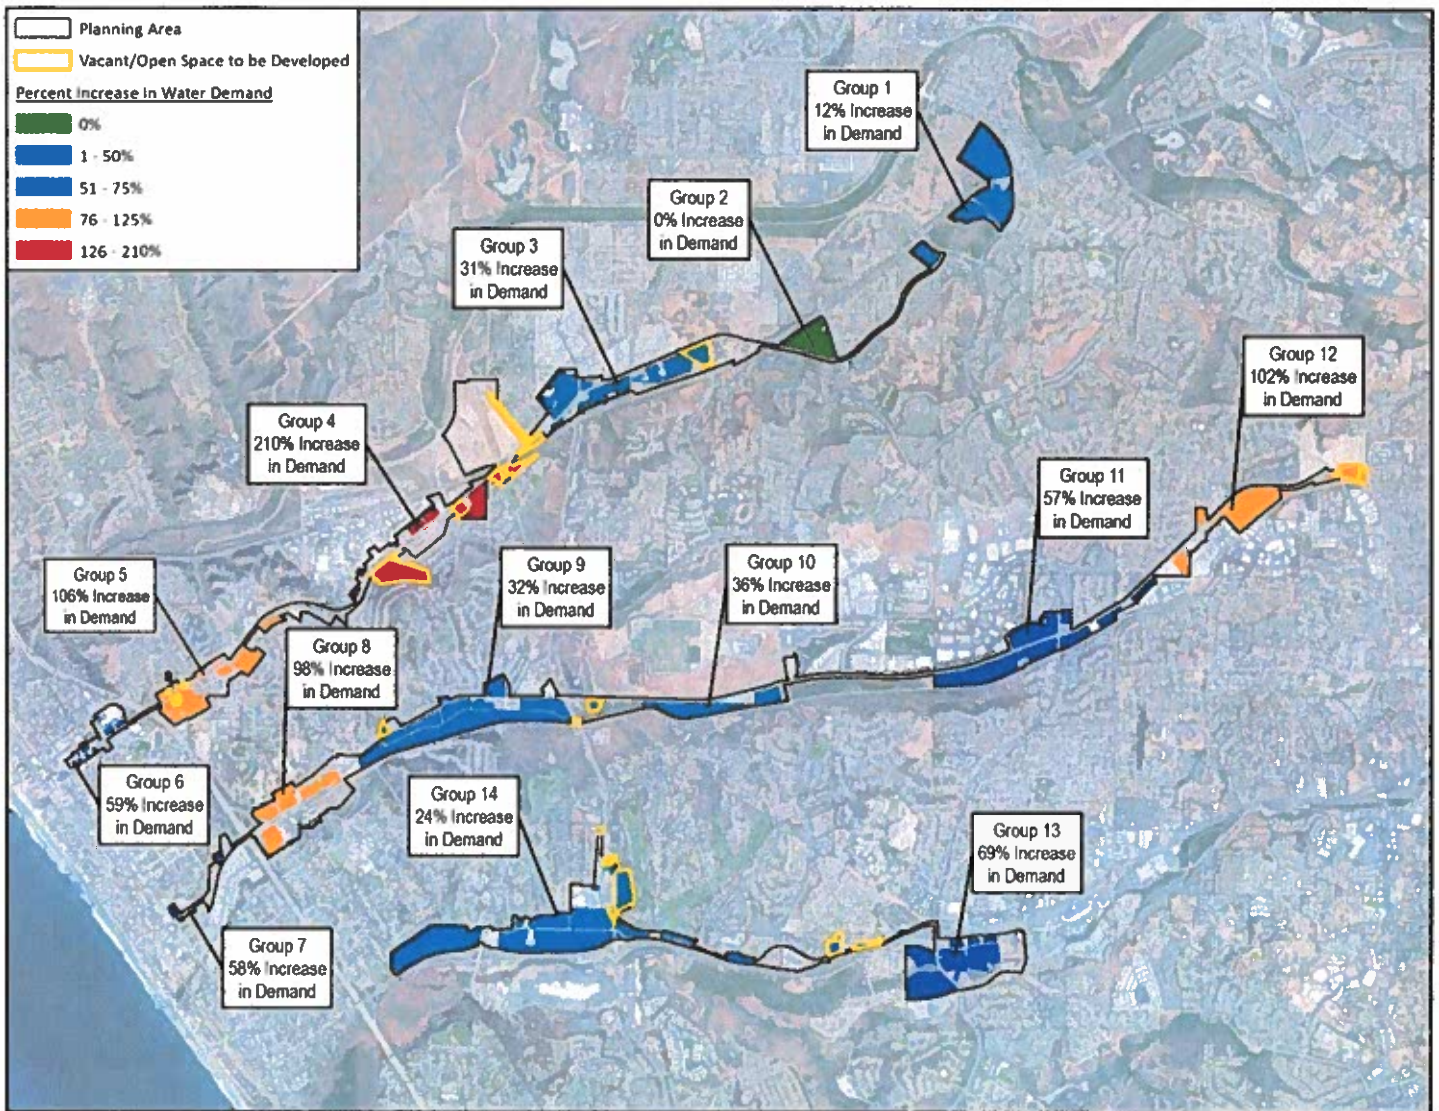 Planning Area
Vacant/Open Space to be Developed
Percent Increase in Water Demand
0%
1 - 50%
51 - 75%
76 - 125%
126 - 210%
Group 1
12% Increase
in Demand
Group 2
0% Increase
in Demand
Group 3
31% Increase
in Demand
Group 12
102% Increase
in Demand
Group 4
210% Increase
in Demand
Group 11
57% Increase
in Demand
Group 9
32% Increase
in Demand
Group 10
36% Increase
in Demand
Group 5
106% Increase
in Demand
Group 8
98% Increase
in Demand
Group 6
59% Increase
in Demand
Group 14
24% Increase
in Demand
Group 13
69% Increase
in Demand
Group 7
58% Increase
in Demand